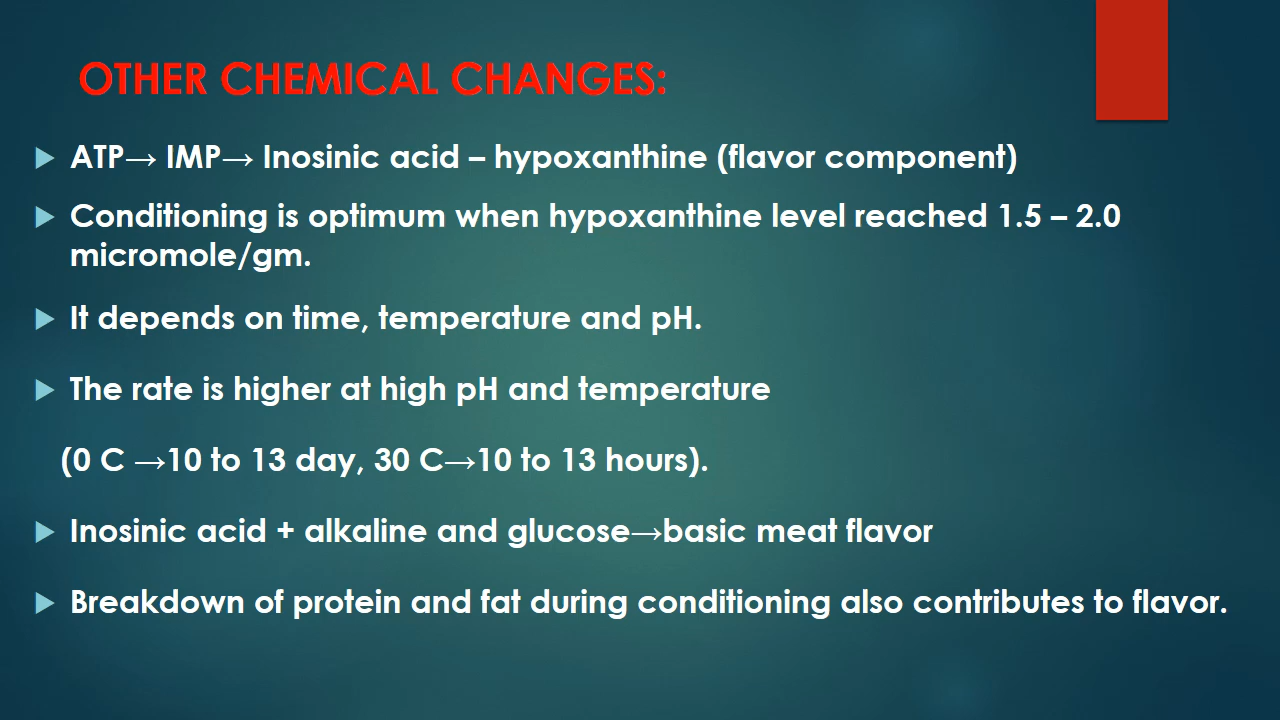 OTHER CHEMICAL CHANGES:
ATP→ IMP→ Inosinic acid – hypoxanthine (flavor component)
Conditioning is optimum when hypoxanthine level reached 1.5 – 2.0
micromole/gm.
It depends on time, temperature and pH.
The rate is higher at high pH and temperature
(0 C →10 to 13 day, 30 C→10 to 13 hours).
Inosinic acid + alkaline and glucose→basic meat flavor
Breakdown of protein and fat during conditioning also contributes to flavor.